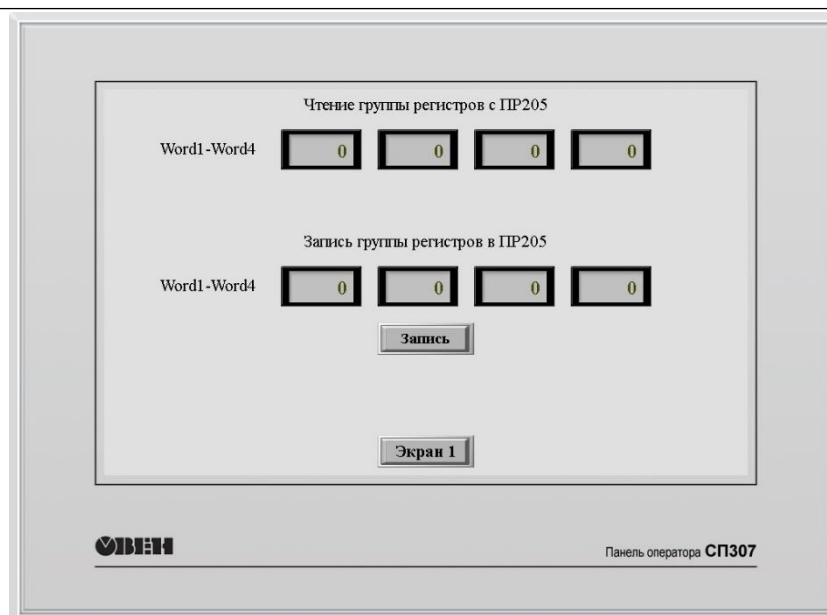 Чтение группы регистров с ПР205
Word1-Word4 0 0 0 0
Запись группы регистров в ПР205
Word1-Word4 0 0 0 0
Запись
Экран 1
ОВЕН
Панель оператора СП307